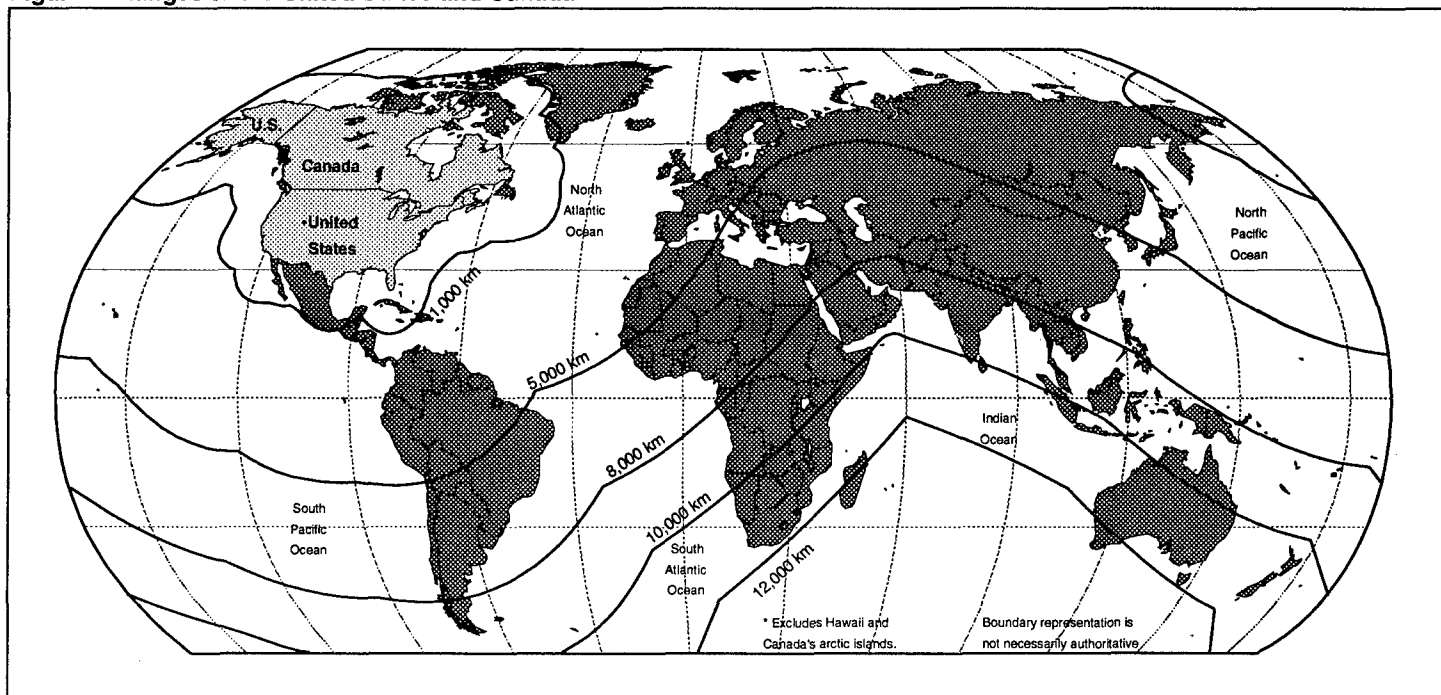 U.S.
Canada
*United
States
North
Atlantic
Ocean
North
Pacific
Ocean
1,000 km
5,000 km
8,000 km
10,000 km
12,000 km
Indian
Ocean
South
Pacific
Ocean
South
Atlantic
Ocean
* Excludes Hawaii and
Canada's arctic islands.
Boundary representation is
not necessarily authoritative